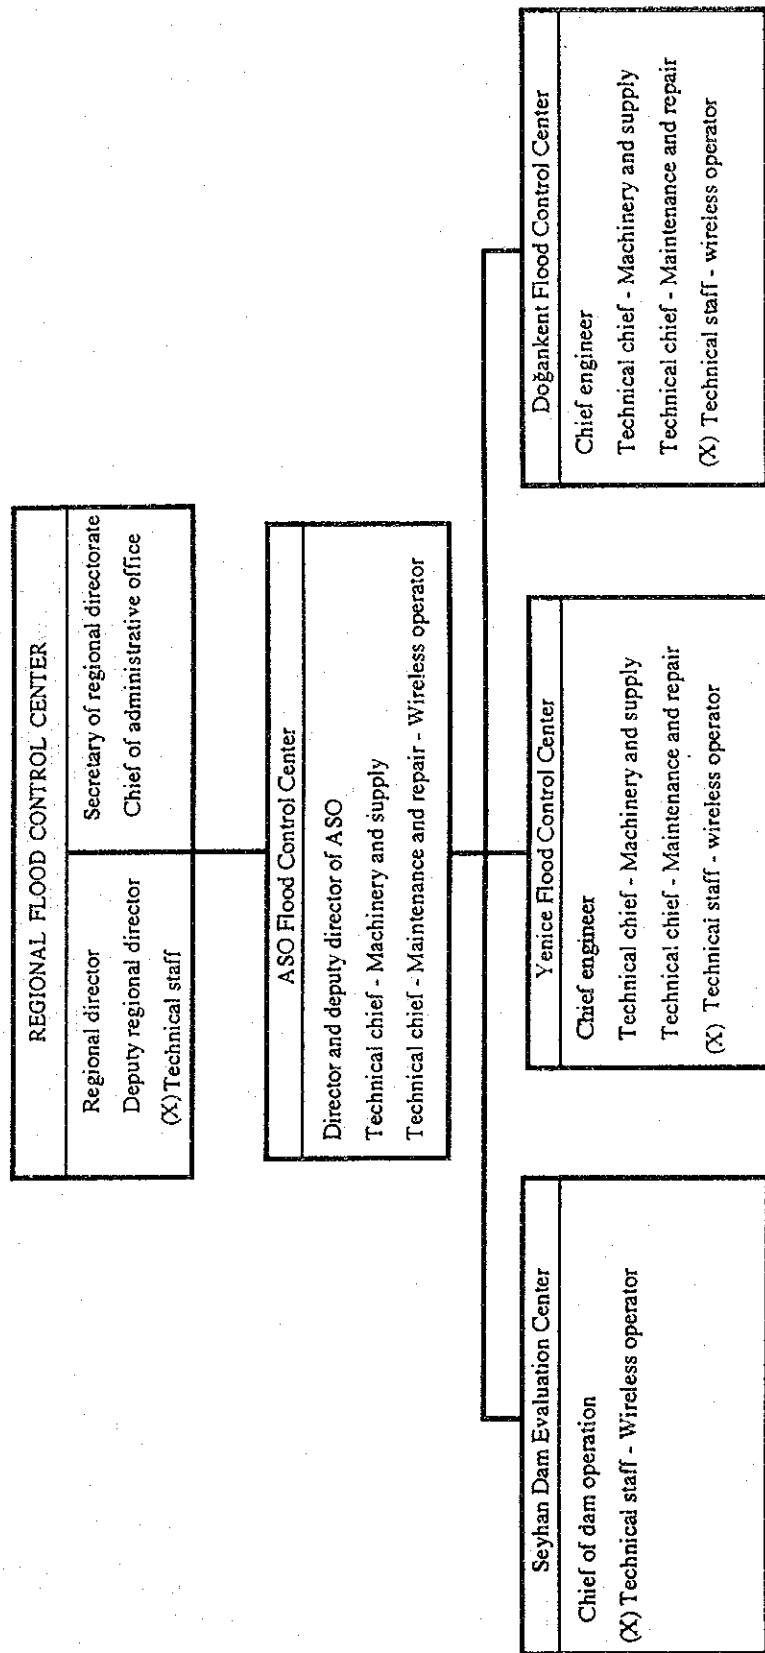 REGIONAL FLOOD CONTROL CENTER
Regional director
Deputy regional director
(X) Technical staff
Secretary of regional directorate
Chief of administrative office
ASO Flood Control Center
Director and deputy director of ASO
Technical chief - Machinery and supply
Technical chief - Maintenance and repair - Wireless operator
Seyhan Dam Evaluation Center
Chief of dam operation
(X) Technical staff - Wireless operator
Yenice Flood Control Center
Chief engineer
Technical chief - Machinery and supply
Technical chief - Maintenance and repair
(X) Technical staff - wireless operator
Doğankent Flood Control Center
Chief engineer
Technical chief - Machinery and supply
Technical chief - Maintenance and repair
(X) Technical staff - wireless operator